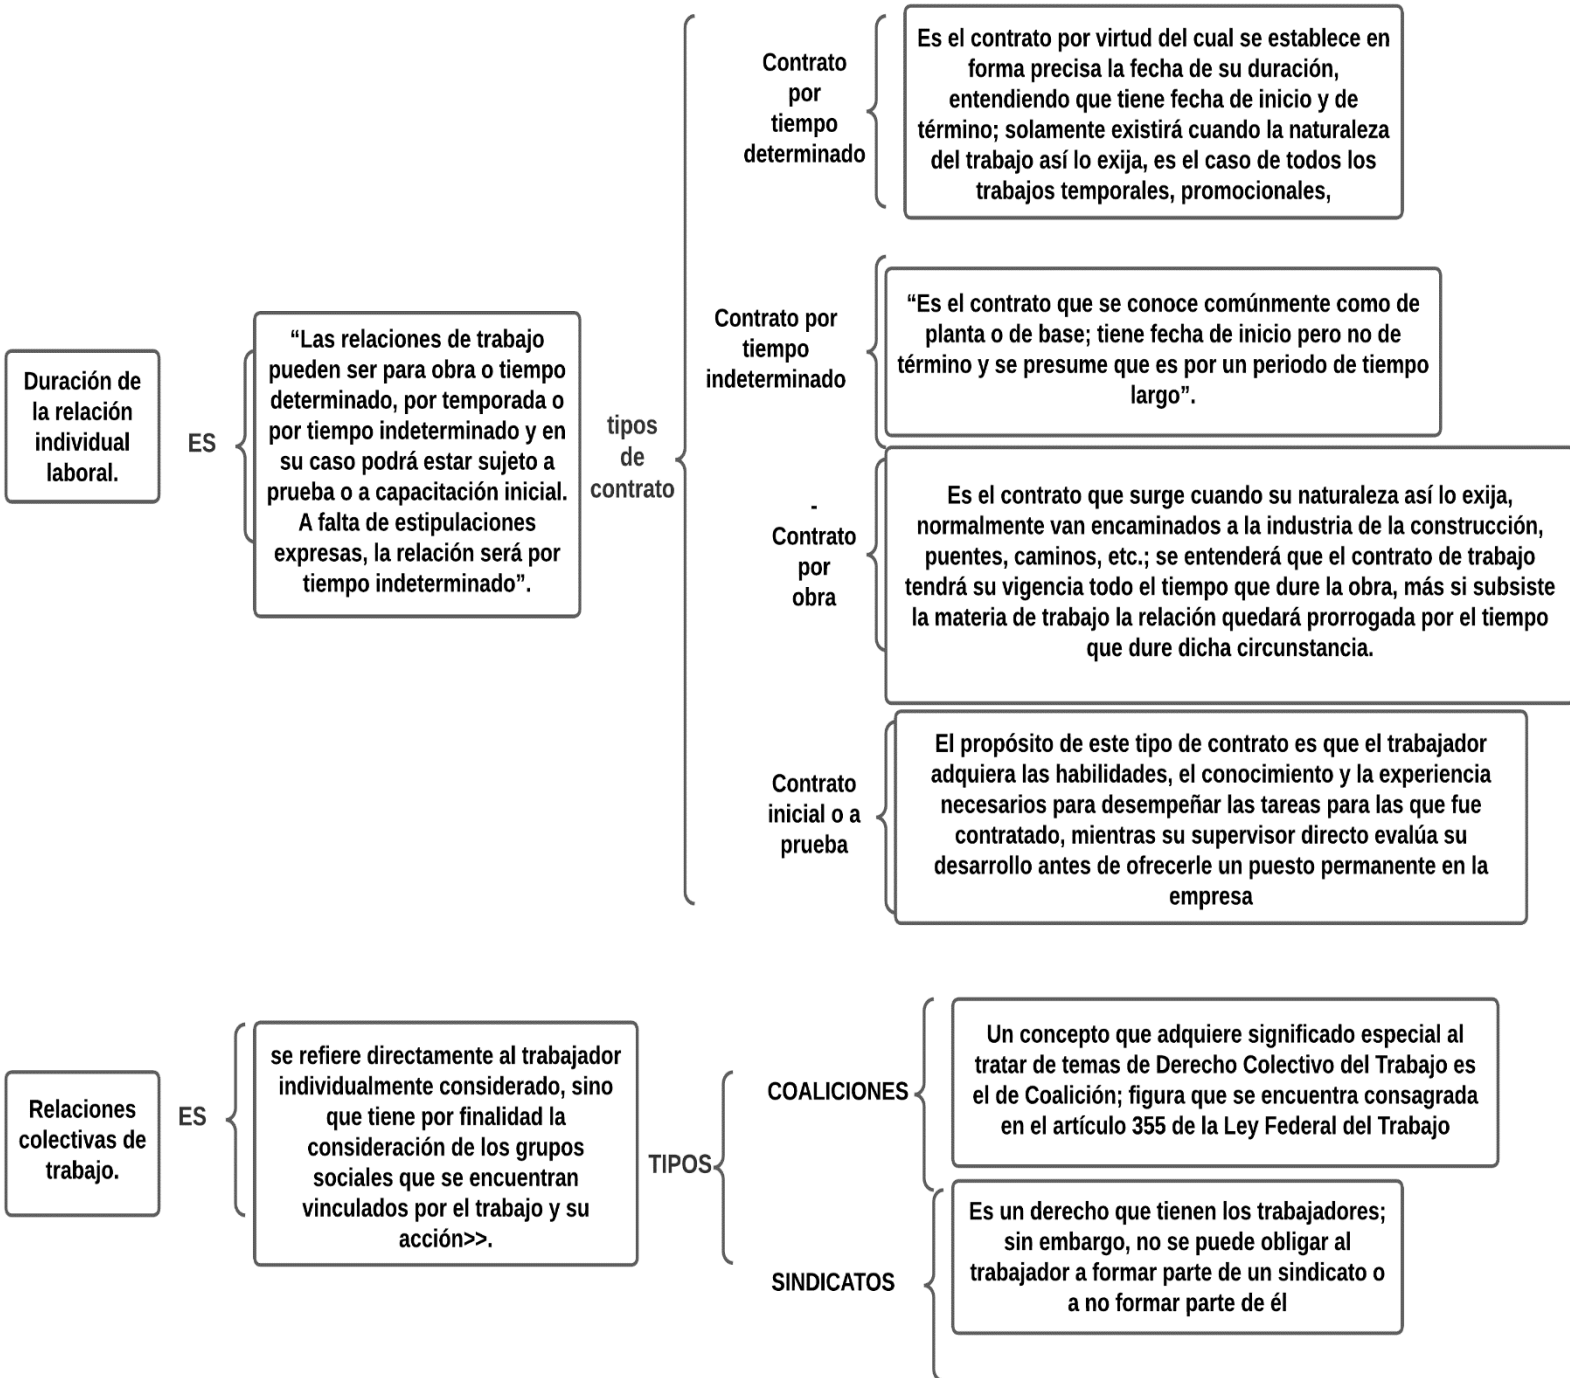 Duración de
la relación
individual
laboral.
ES
“Las relaciones de trabajo
pueden ser para obra o tiempo
determinado, por temporada o
por tiempo indeterminado y en
su caso podrá estar sujeto a
prueba o a capacitación inicial.
A falta de estipulaciones
expresas, la relación será por
tiempo indeterminado”.
tipos
de
contrato
Contrato
por
tiempo
determinado
Es el contrato por virtud del cual se establece en
forma precisa la fecha de su duración,
entendiendo que tiene fecha de inicio y de
término; solamente existirá cuando la naturaleza
del trabajo así lo exija, es el caso de todos los
trabajos temporales, promocionales,
Contrato por
tiempo
indeterminado
“Es el contrato que se conoce comúnmente como de
planta o de base; tiene fecha de inicio pero no de
término y se presume que es por un periodo de tiempo
largo”.
-
Contrato
por
obra
Es el contrato que surge cuando su naturaleza así lo exija,
normalmente van encaminados a la industria de la construcción,
puentes, caminos, etc.; se entenderá que el contrato de trabajo
tendrá su vigencia todo el tiempo que dure la obra, más si subsiste
la materia de trabajo la relación quedará prorrogada por el tiempo
que dure dicha circunstancia.
Contrato
inicial o a
prueba
El propósito de este tipo de contrato es que el trabajador
adquiera las habilidades, el conocimiento y la experiencia
necesarios para desempeñar las tareas para las que fue
contratado, mientras su supervisor directo evalúa su
desarrollo antes de ofrecerle un puesto permanente en la
empresa
Relaciones
colectivas de
trabajo.
ES
se refiere directamente al trabajador
individualmente considerado, sino
que tiene por finalidad la
consideración de los grupos
sociales que se encuentran
vinculados por el trabajo y su
acción>>.
TIPOS
COALICIONES
Un concepto que adquiere significado especial al
tratar de temas de Derecho Colectivo del Trabajo es
el de Coalición; figura que se encuentra consagrada
en el artículo 355 de la Ley Federal del Trabajo
SINDICATOS
Es un derecho que tienen los trabajadores;
sin embargo, no se puede obligar al
trabajador a formar parte de un sindicato o
a no formar parte de él